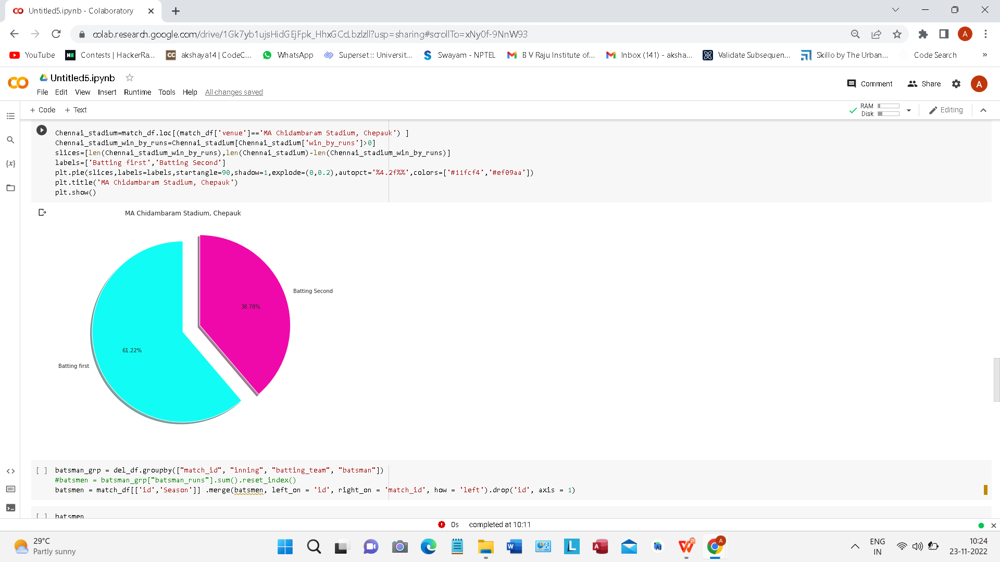 Untitled5.ipynb - Colaboratory
colab.research.google.com/drive/1Gk7yb1ujsHidGEjFpk_HhxGCcLbzlzIl?usp=sharing#scrollTo=xNy0f-9NnW93
A
YouTube
Contests | HackerRa...
akshaya14 | CodeC...
WhatsApp
Superset :: Universit...
Swayam - NPTEL
B V Raju Institute of...
Inbox (141) - aksha...
Validate Subsequen...
Skillo by The Urban...
Code Search
»
Untitled5.ipynb
Comment
Share
A
File Edit View Insert Runtime Tools Help All changes saved
+ Code + Text
RAM
Disk
Editing
Chennai_stadium=match_df.loc[(match_df['venue']=='MA Chidambaram Stadium, Chepauk') ]
Chennai_stadium_win_by_runs=Chennai_stadium[Chennai_stadium['win_by_runs']>0]
slices=[len(Chennai_stadium_win_by_runs),len(Chennai_stadium)-len(Chennai_stadium_win_by_runs)]
labels=['Batting first','Batting Second']
plt.pie(slices,labels=labels,startangle=90,shadow=1,explode=(0,0.2),autopct='%4.2f%%',colors=['#11fcf4','#ef09aa'])
plt.title('MA Chidambaram Stadium, Chepauk')
plt.show()
MA Chidambaram Stadium, Chepauk
Batting Second
38.78%
61.22%
Batting first
[ ] batsman_grp = del_df.groupby(["match_id", "inning", "batting_team", "batsman"])
#batsmen = batsman_grp["batsman_runs"].sum().reset_index()
batsmen = match_df[['id','Season']] .merge(batsmen, left_on = 'id', right_on = 'match_id', how = 'left').drop('id', axis = 1)
[ ] batsmen
0s completed at 10:11
29°C
Partly sunny
ENG
IN
10:24
23-11-2022